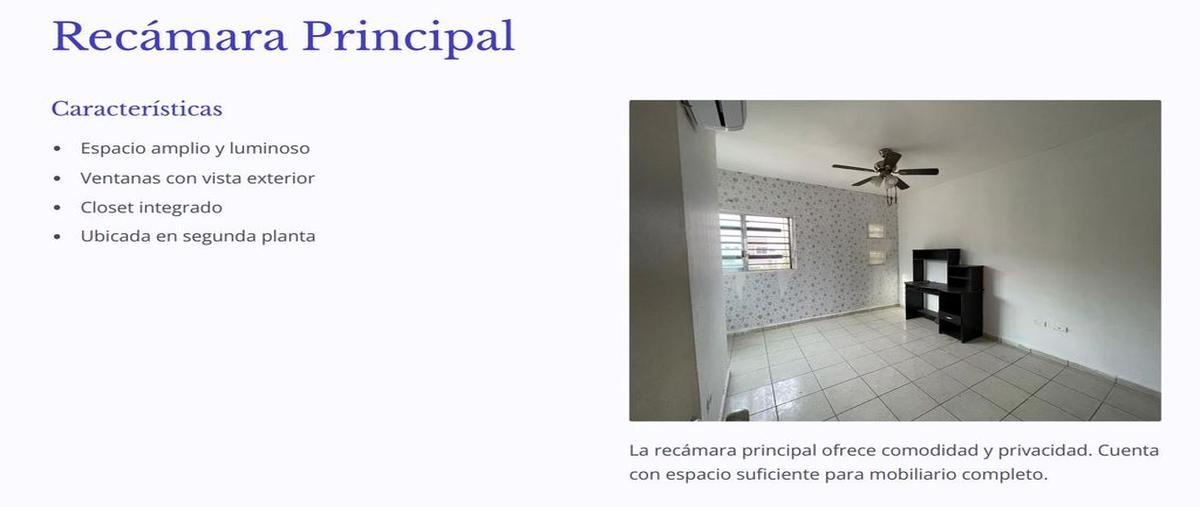 Recámara Principal
Características
• Espacio amplio y luminoso
• Ventanas con vista exterior
• Closet integrado
• Ubicada en segunda planta
La recámara principal ofrece comodidad y privacidad. Cuenta
con espacio suficiente para mobiliario completo.